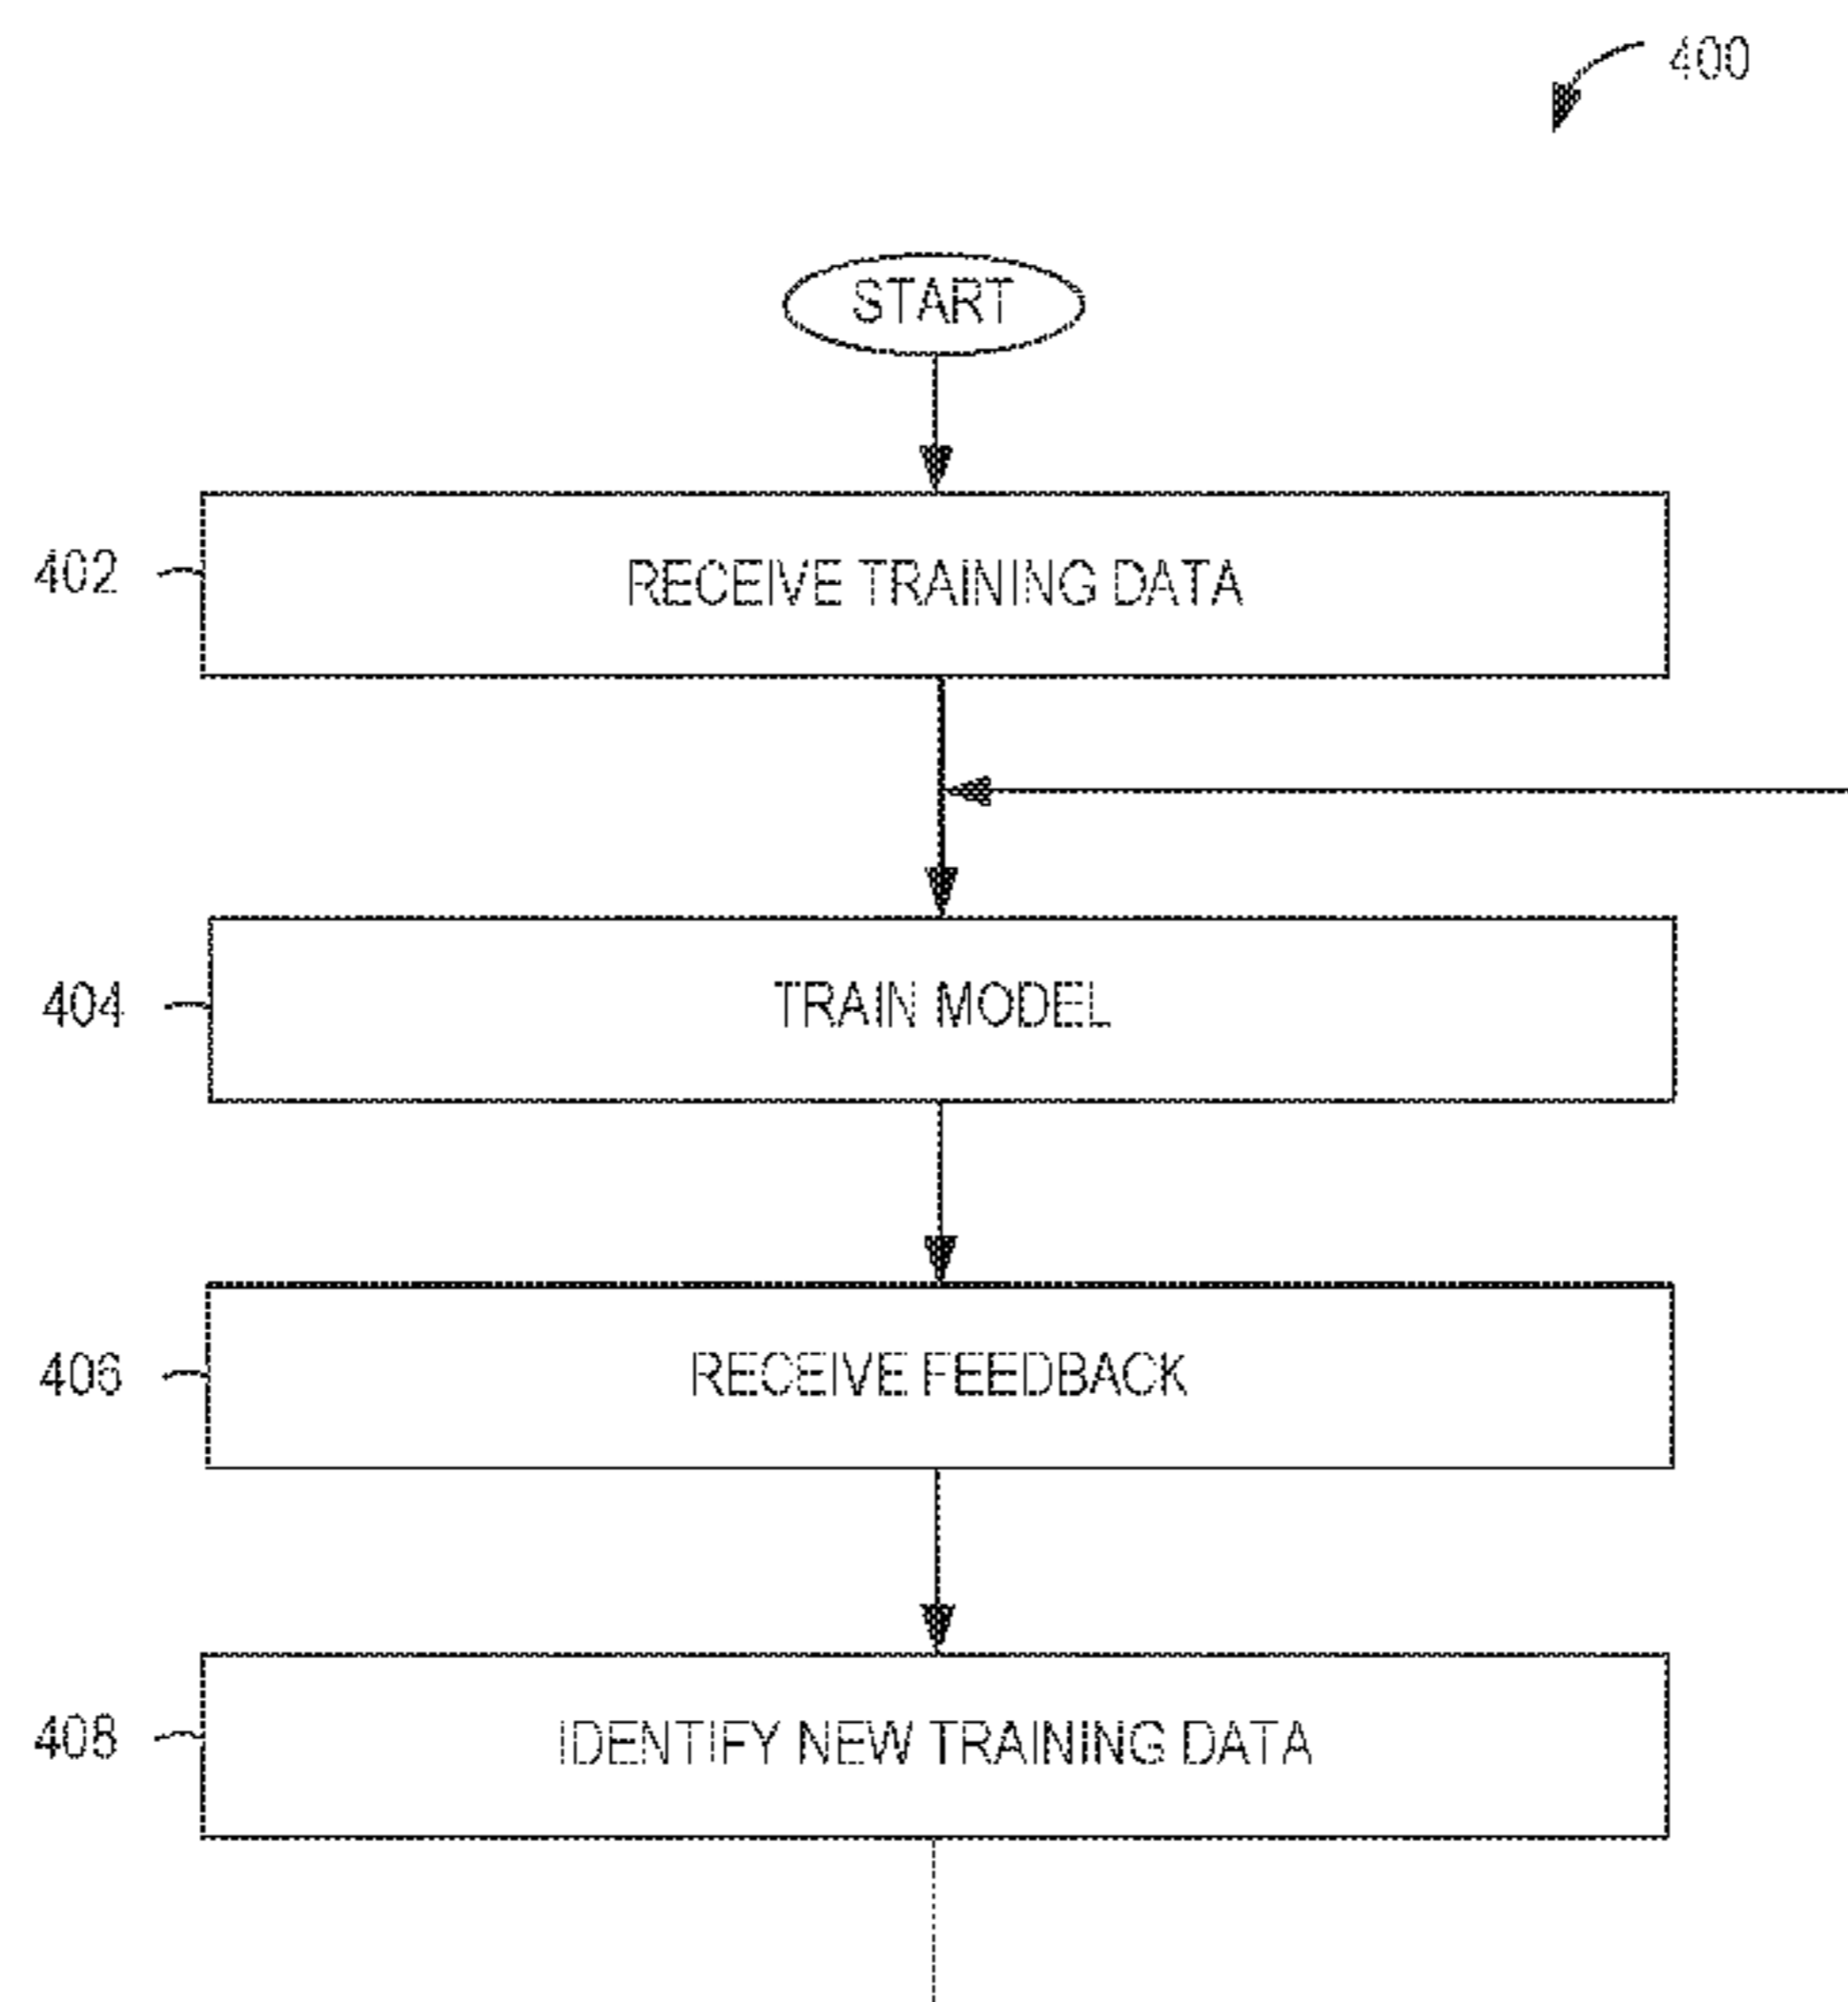 400
START
402
RECEIVE TRAINING DATA
404
TRAIN MODEL
406
RECEIVE FEEDBACK
408
IDENTIFY NEW TRAINING DATA